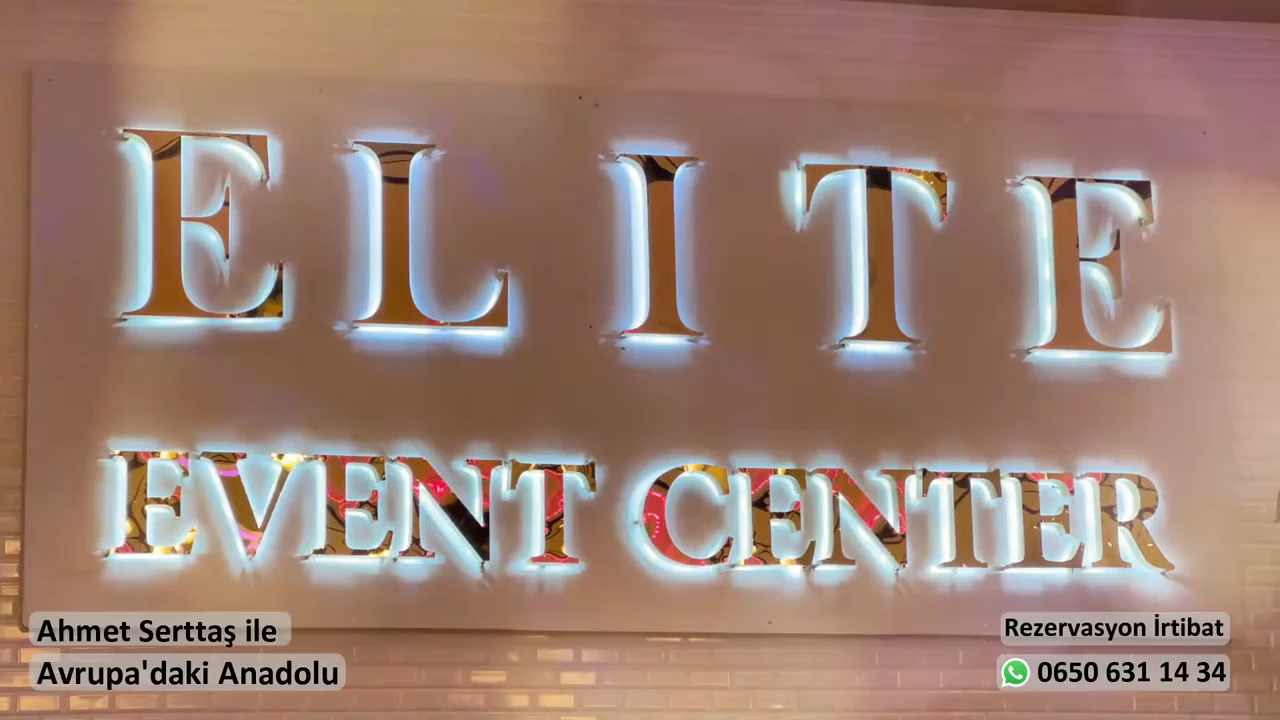 ELITE
EVENT CENTER
Ahmet Serttaş ile
Avrupa'daki Anadolu
Rezervasyon İrtibat
0650 631 14 34